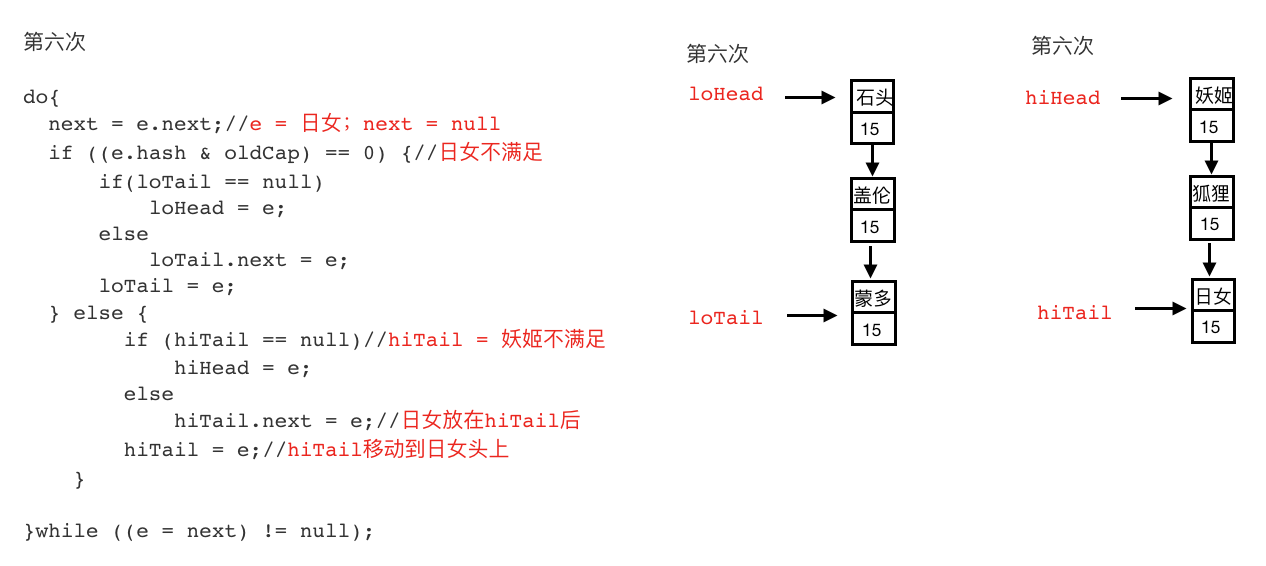 第六次
do{
next = e.next;//e = 日女; next = null
if ((e.hash & oldCap) == 0) {//日女不满足
if(loTail == null)
loHead = e;
else
loTail.next = e;
loTail = e;
} else {
if (hiTail == null)//hiTail = 妖姬不满足
hiHead = e;
else
hiTail.next = e;//日女放在hiTail后
hiTail = e;//hiTail移动到日女头上
}
}while ((e = next) != null);
第六次
loHead
石头
15
盖伦
15
loTail
蒙多
15
第六次
hiHead
妖姬
15
狐狸
15
hiTail
日女
15